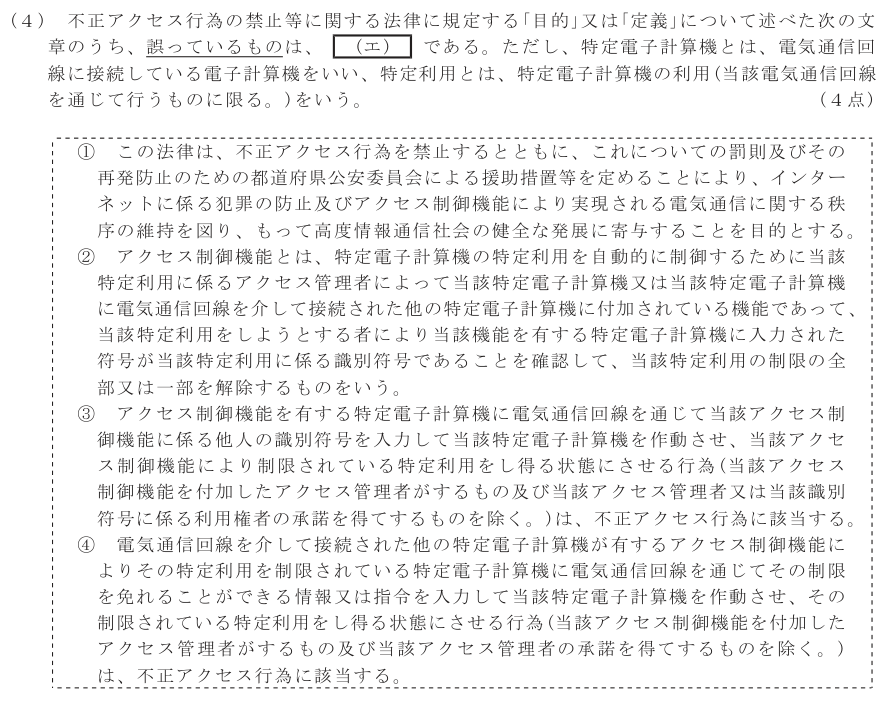 (4) 不正アクセス行為の禁止等に関する法律に規定する｢目的｣又は｢定義｣について述べた次の文
章のうち、誤っているものは、 (エ) である。ただし、特定電子計算機とは、電気通信回
線に接続している電子計算機をいい、特定利用とは、特定電子計算機の利用(当該電気通信回線
を通じて行うものに限る。)をいう。 (4点)
① この法律は、不正アクセス行為を禁止するとともに、これについての罰則及びその
再発防止のための都道府県公安委員会による援助措置等を定めることにより、インター
ネットに係る犯罪の防止及びアクセス制御機能により実現される電気通信に関する秩
序の維持を図り、もって高度情報通信社会の健全な発展に寄与することを目的とする。
② アクセス制御機能とは、特定電子計算機の特定利用を自動的に制御するために当該
特定利用に係るアクセス管理者によって当該特定電子計算機又は当該特定電子計算機
に電気通信回線を介して接続された他の特定電子計算機に付加されている機能であって、
当該特定利用をしようとする者により当該機能を有する特定電子計算機に入力された
符号が当該特定利用に係る識別符号であることを確認して、当該特定利用の制限の全
部又は一部を解除するものをいう。
③ アクセス制御機能を有する特定電子計算機に電気通信回線を通じて当該アクセス制
御機能に係る他人の識別符号を入力して当該特定電子計算機を作動させ、当該アクセ
ス制御機能により制限されている特定利用をし得る状態にさせる行為(当該アクセス
制御機能を付加したアクセス管理者がするもの及び当該アクセス管理者又は当該識別
符号に係る利用権者の承諾を得てするものを除く。)は、不正アクセス行為に該当する。
④ 電気通信回線を介して接続された他の特定電子計算機が有するアクセス制御機能に
よりその特定利用を制限されている特定電子計算機に電気通信回線を通じてその制限
を免れることができる情報又は指令を入力して当該特定電子計算機を作動させ、その
制限されている特定利用をし得る状態にさせる行為(当該アクセス制御機能を付加した
アクセス管理者がするもの及び当該アクセス管理者の承諾を得てするものを除く。)
は、不正アクセス行為に該当する。